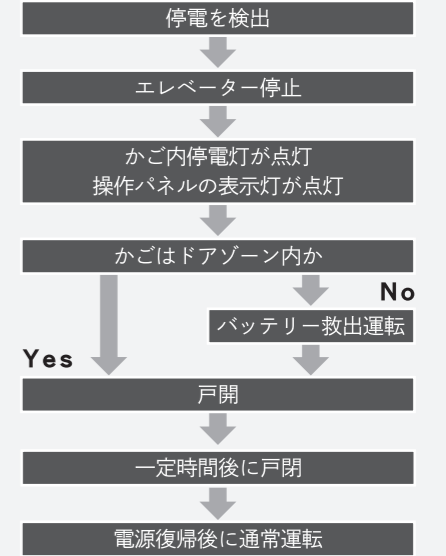 停電を検出
エレベーター停止
かご内停電灯が点灯
操作パネルの表示灯が点灯
かごはドアゾーン内か
No
バッテリー救出運転
Yes
戸開
一定時間後に戸閉
電源復帰後に通常運転